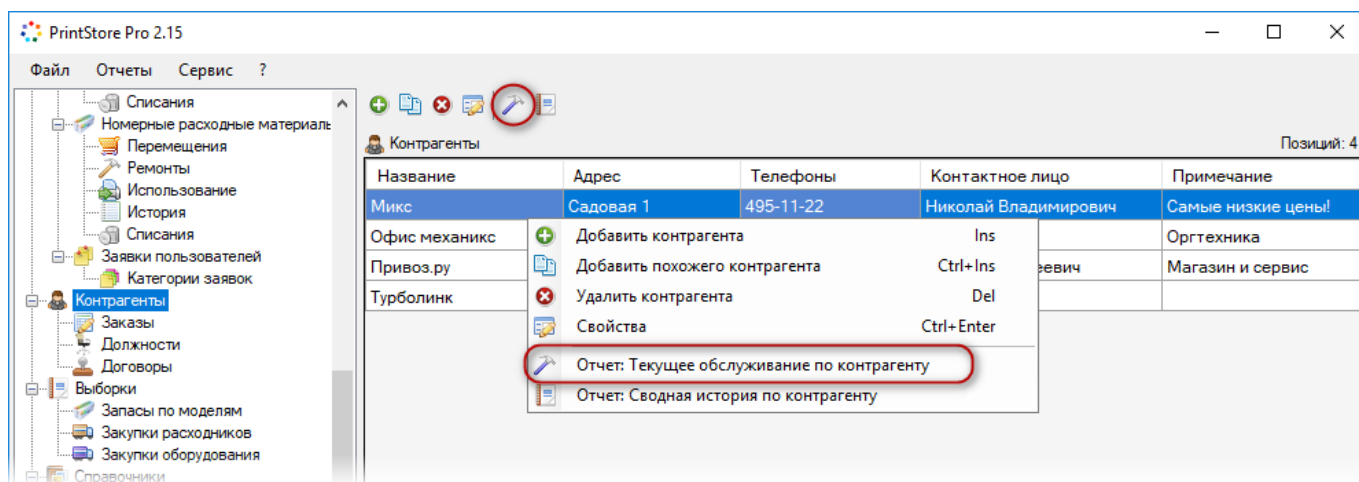 PrintStore Pro 2.15
Файл Отчеты Сервис ?
Списания
Номерные расходные материаль
Перемещения
Ремонты
Использование
История
Списания
Заявки пользователей
Категории заявок
Контрагенты
Заказы
Должности
Договоры
Выборки
Запасы по моделям
Закупки расходников
Закупки оборудования
Справочники
Контрагенты Позиций: 4
Название Адрес Телефоны Контактное лицо Примечание
Микс Садовая 1 495-11-22 Николай Владимирович Самые низкие цены!
Офис механикс Оргтехника
Привоз.ру еевич Магазин и сервис
Турболинк
Добавить контрагента Ins
Добавить похожего контрагента Ctrl+Ins
Удалить контрагента Del
Свойства Ctrl+Enter
Отчет: Текущее обслуживание по контрагенту
Отчет: Сводная история по контрагенту